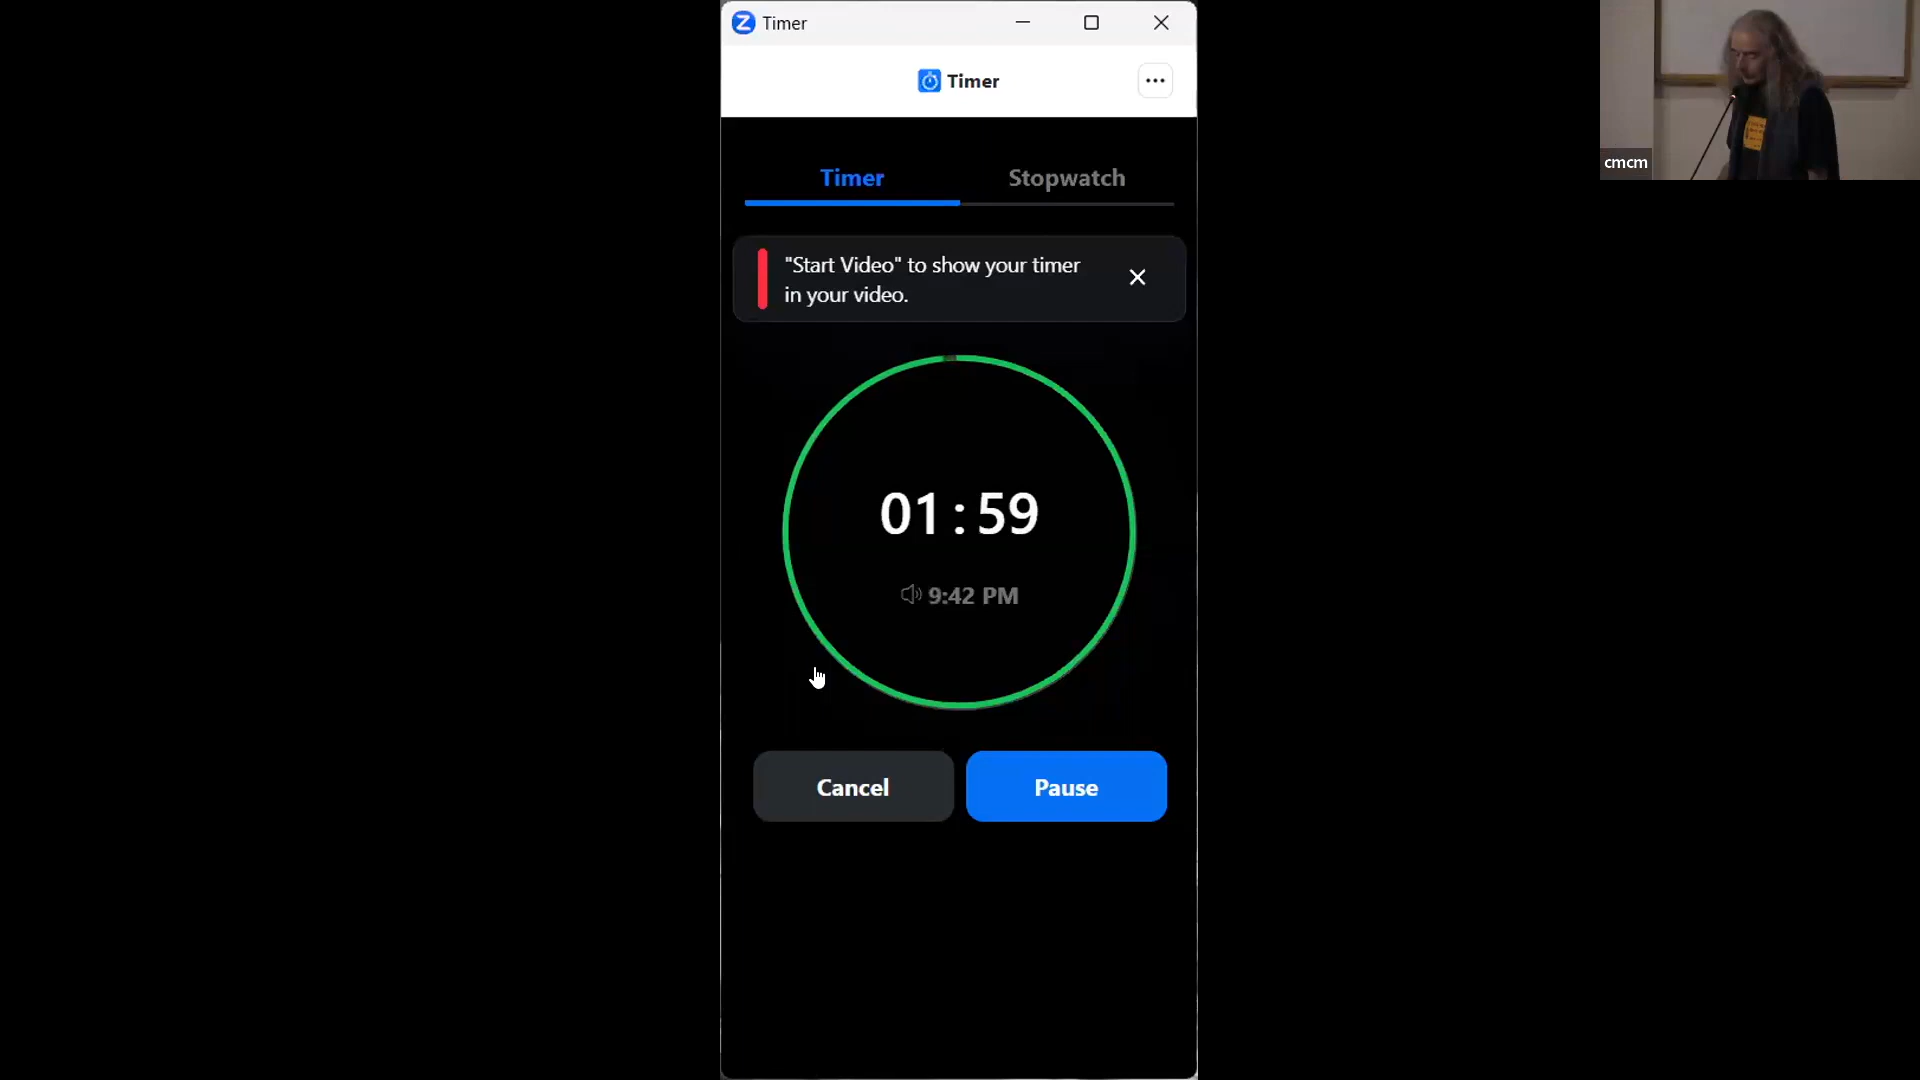 Timer
Timer
Timer
Stopwatch
"Start Video" to show your timer
in your video.
01:59
9:42 PM
Cancel
Pause
cmcm